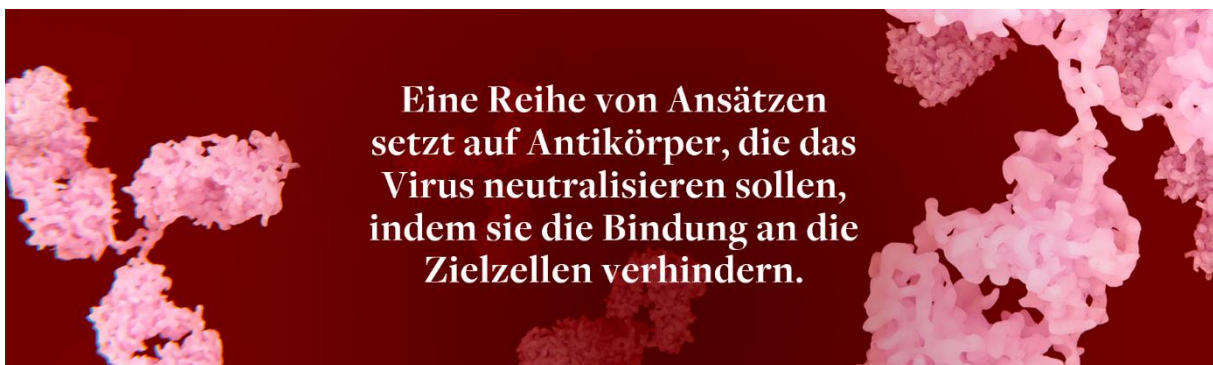 Eine Reihe von Ansätzen
setzt auf Antikörper, die das
Virus neutralisieren sollen,
indem sie die Bindung an die
Zielzellen verhindern.